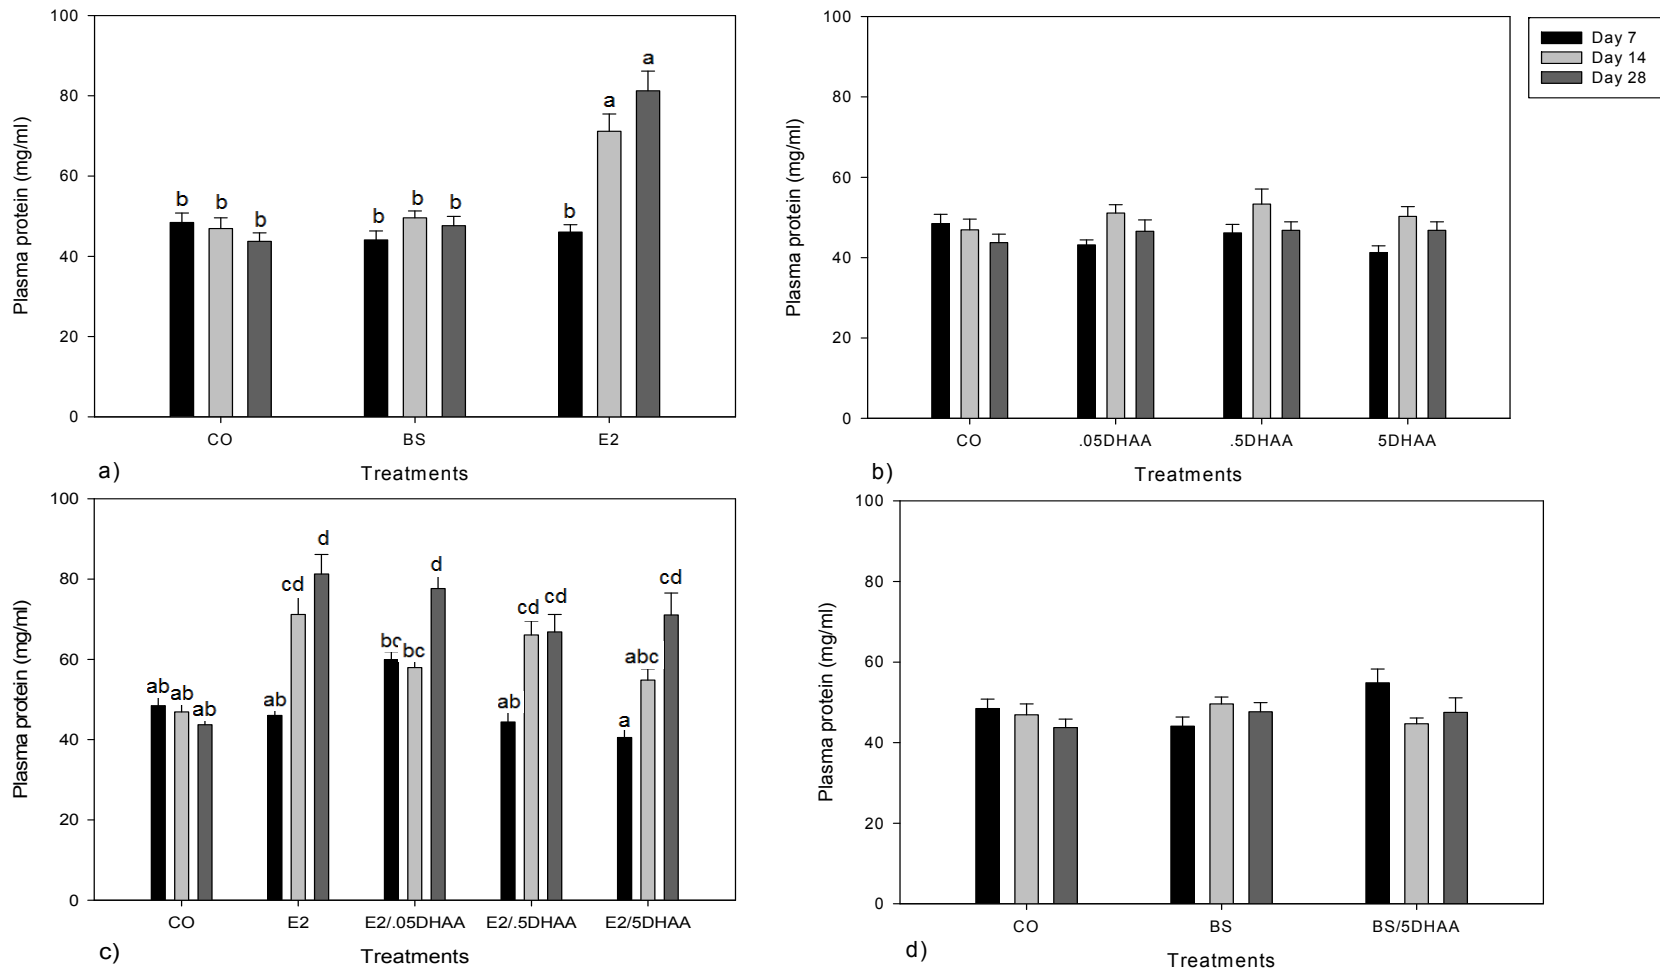 100
80
60
40
20
0
Plasma protein (mg/ml)
b b b
b b b
b a a
CO BS E2
a) Treatments
100
80
60
40
20
0
Plasma protein (mg/ml)
CO .05DHAA .5DHAA 5DHAA
b) Treatments
Day 7
Day 14
Day 28
100
80
60
40
20
0
Plasma protein (mg/ml)
ab ab ab
ab cd d
bc bc d
ab cd cd
a abc cd
CO E2 E2/.05DHAA E2/.5DHAA E2/5DHAA
c) Treatments
100
80
60
40
20
0
Plasma protein (mg/ml)
CO BS BS/5DHAA
d) Treatments